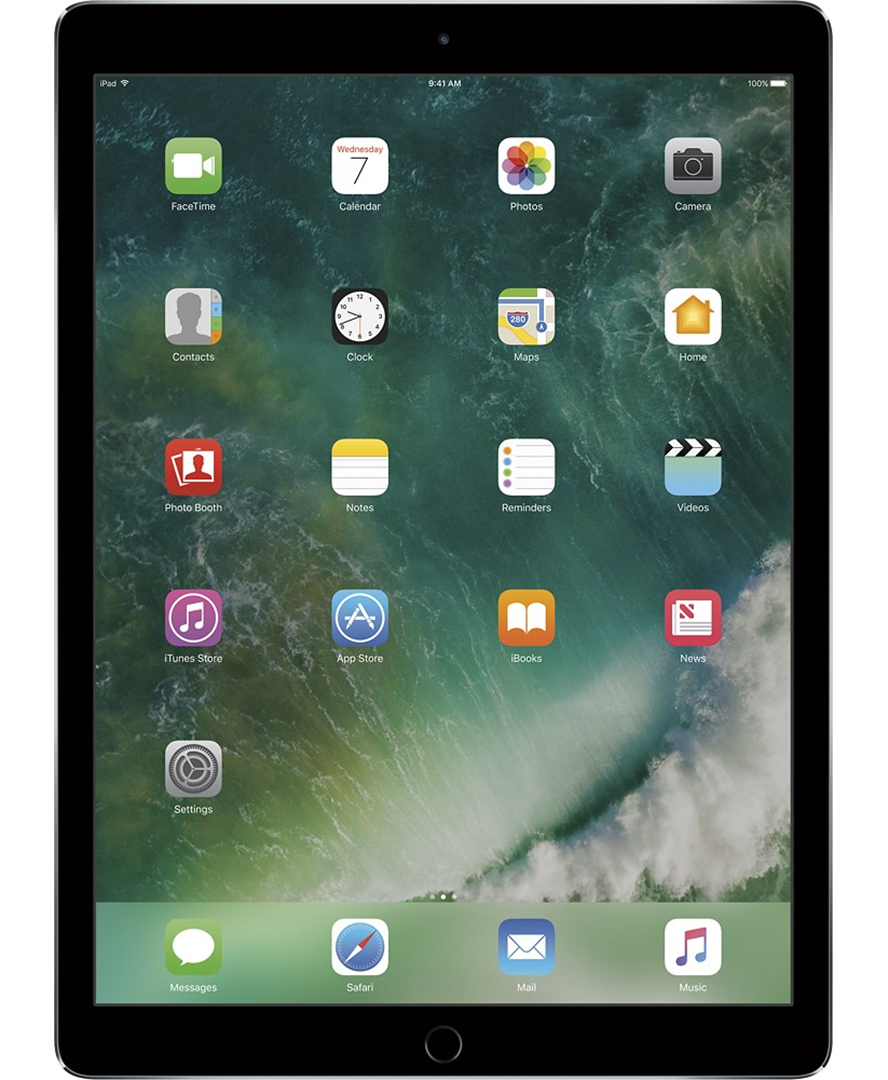 iPad 9:41 AM 100%
Wednesday
7
FaceTime Calendar Photos Camera
280
Contacts Clock Maps Home
Photo Booth Notes Reminders Videos
iTunes Store App Store iBooks News
Settings
Messages Safari Mail Music